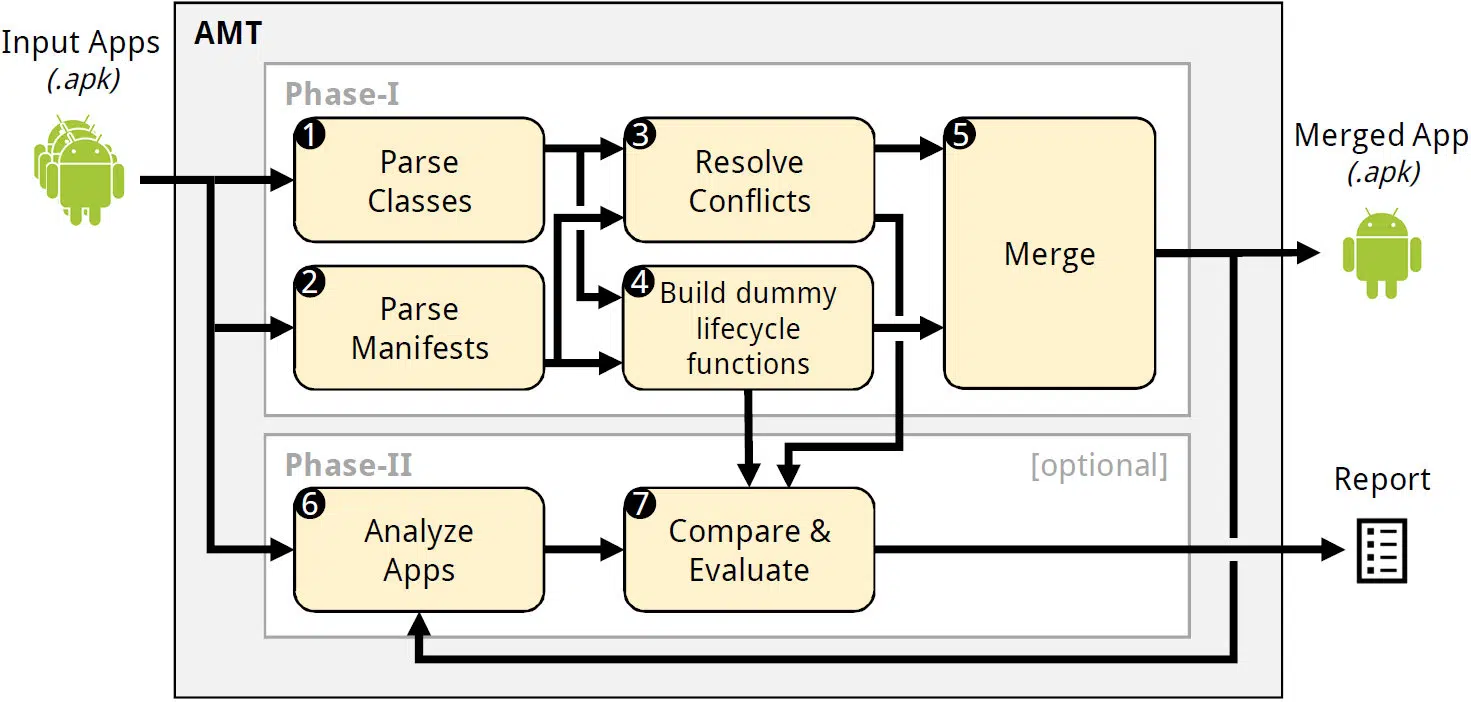 AMT
Input Apps
(.apk)
Phase-I
1
Parse
Classes
2
Parse
Manifests
3
Resolve
Conflicts
4
Build dummy
lifecycle
functions
5
Merge
Merged App
(.apk)
Phase-II
[optional]
6
Analyze
Apps
7
Compare &
Evaluate
Report